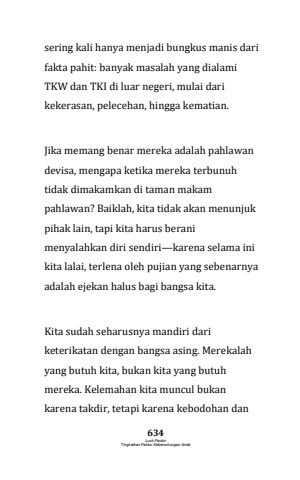 sering kali hanya menjadi bungkus manis dari
fakta pahit: banyak masalah yang dialami
TKW dan TKI di luar negeri, mulai dari
kekerasan, pelecehan, hingga kematian.
Jika memang benar mereka adalah pahlawan
devisa, mengapa ketika mereka terbunuh
tidak dimakamkan di taman makam
pahlawan? Baiklah, kita tidak akan menunjuk
pihak lain, tapi kita harus berani
menyalahkan diri sendiri—karena selama ini
kita lalai, terlena oleh pujian yang sebenarnya
adalah ejekan halus bagi bangsa kita.
Kita sudah seharusnya mandiri dari
keterikatan dengan bangsa asing. Merekalah
yang butuh kita, bukan kita yang butuh
mereka. Kelemahan kita muncul bukan
karena takdir, tetapi karena kebodohan dan
634
Luck Factor
Tingkatkan Faktor Keberuntungan Anda